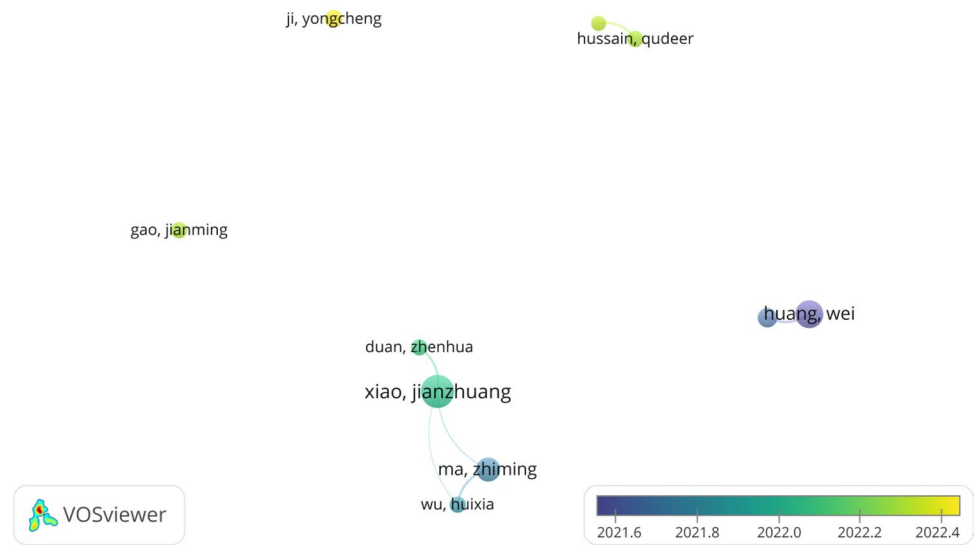 ji, yongcheng
hussain, qudeer
gao, jianming
huang, wei
duan, zhenhua
xiao, jianzhuang
ma, zhiming
wu, huixia
VOSviewer
2021.6 2021.8 2022.0 2022.2 2022.4